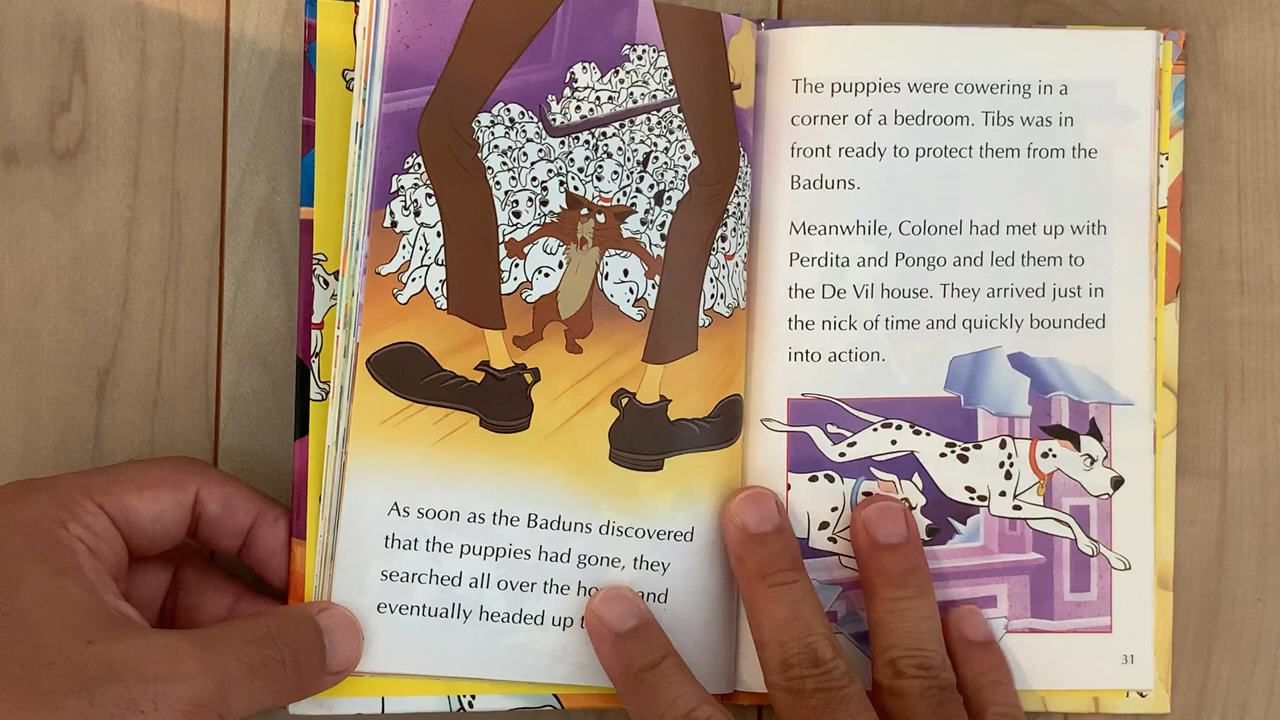 As soon as the Baduns discovered
that the puppies had gone, they
searched all over the and
eventually headed up
The puppies were cowering in a
corner of a bedroom. Tibs was in
front ready to protect them from the
Baduns.
Meanwhile, Colonel had met up with
Perdita and Pongo and led them to
the De Vil house. They arrived just in
the nick of time and quickly bounded
into action.
31